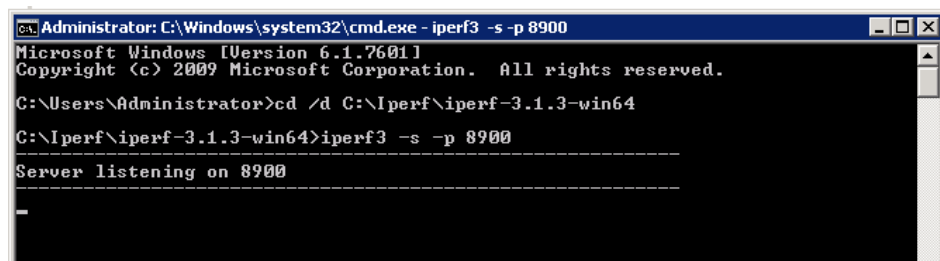 Administrator: C:\Windows\system32\cmd.exe - iperf3 -s -p 8900
Microsoft Windows [Version 6.1.7601]
Copyright (c) 2009 Microsoft Corporation.  All rights reserved.
C:\Users\Administrator>cd /d C:\Iperf\iperf-3.1.3-win64
C:\Iperf\iperf-3.1.3-win64>iperf3 -s -p 8900
-----------------------------------------------------------
Server listening on 8900
-----------------------------------------------------------